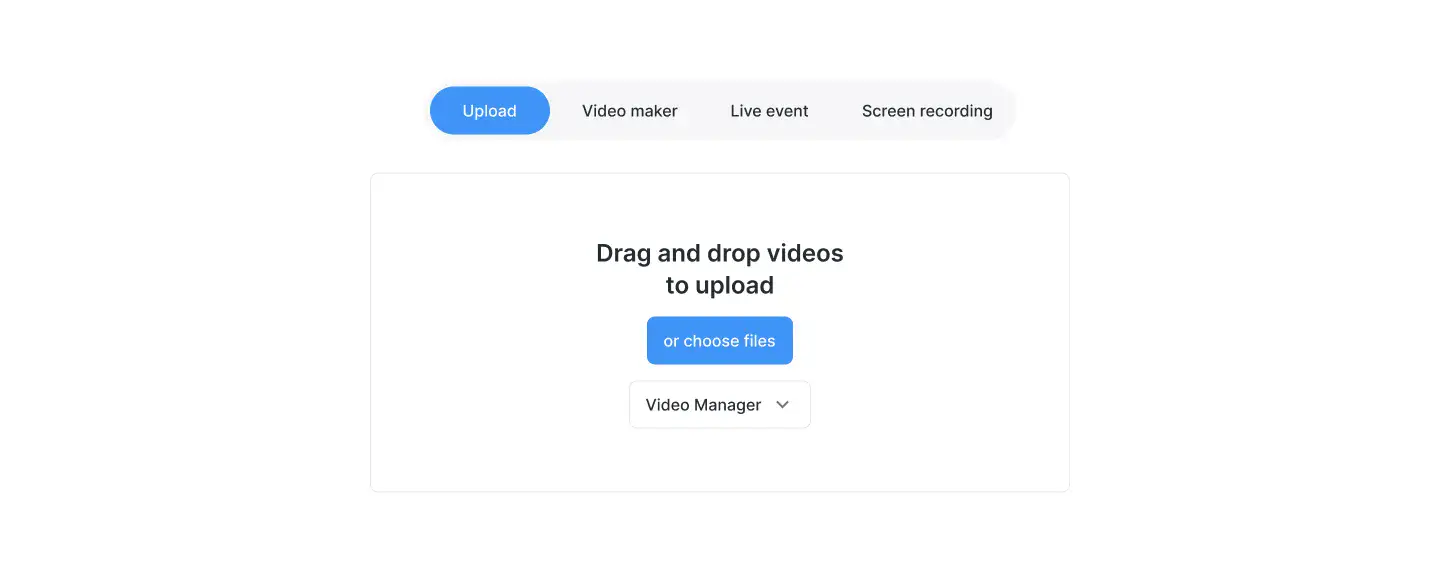 Upload Video maker Live event Screen recording
Drag and drop videos
to upload
or choose files
Video Manager